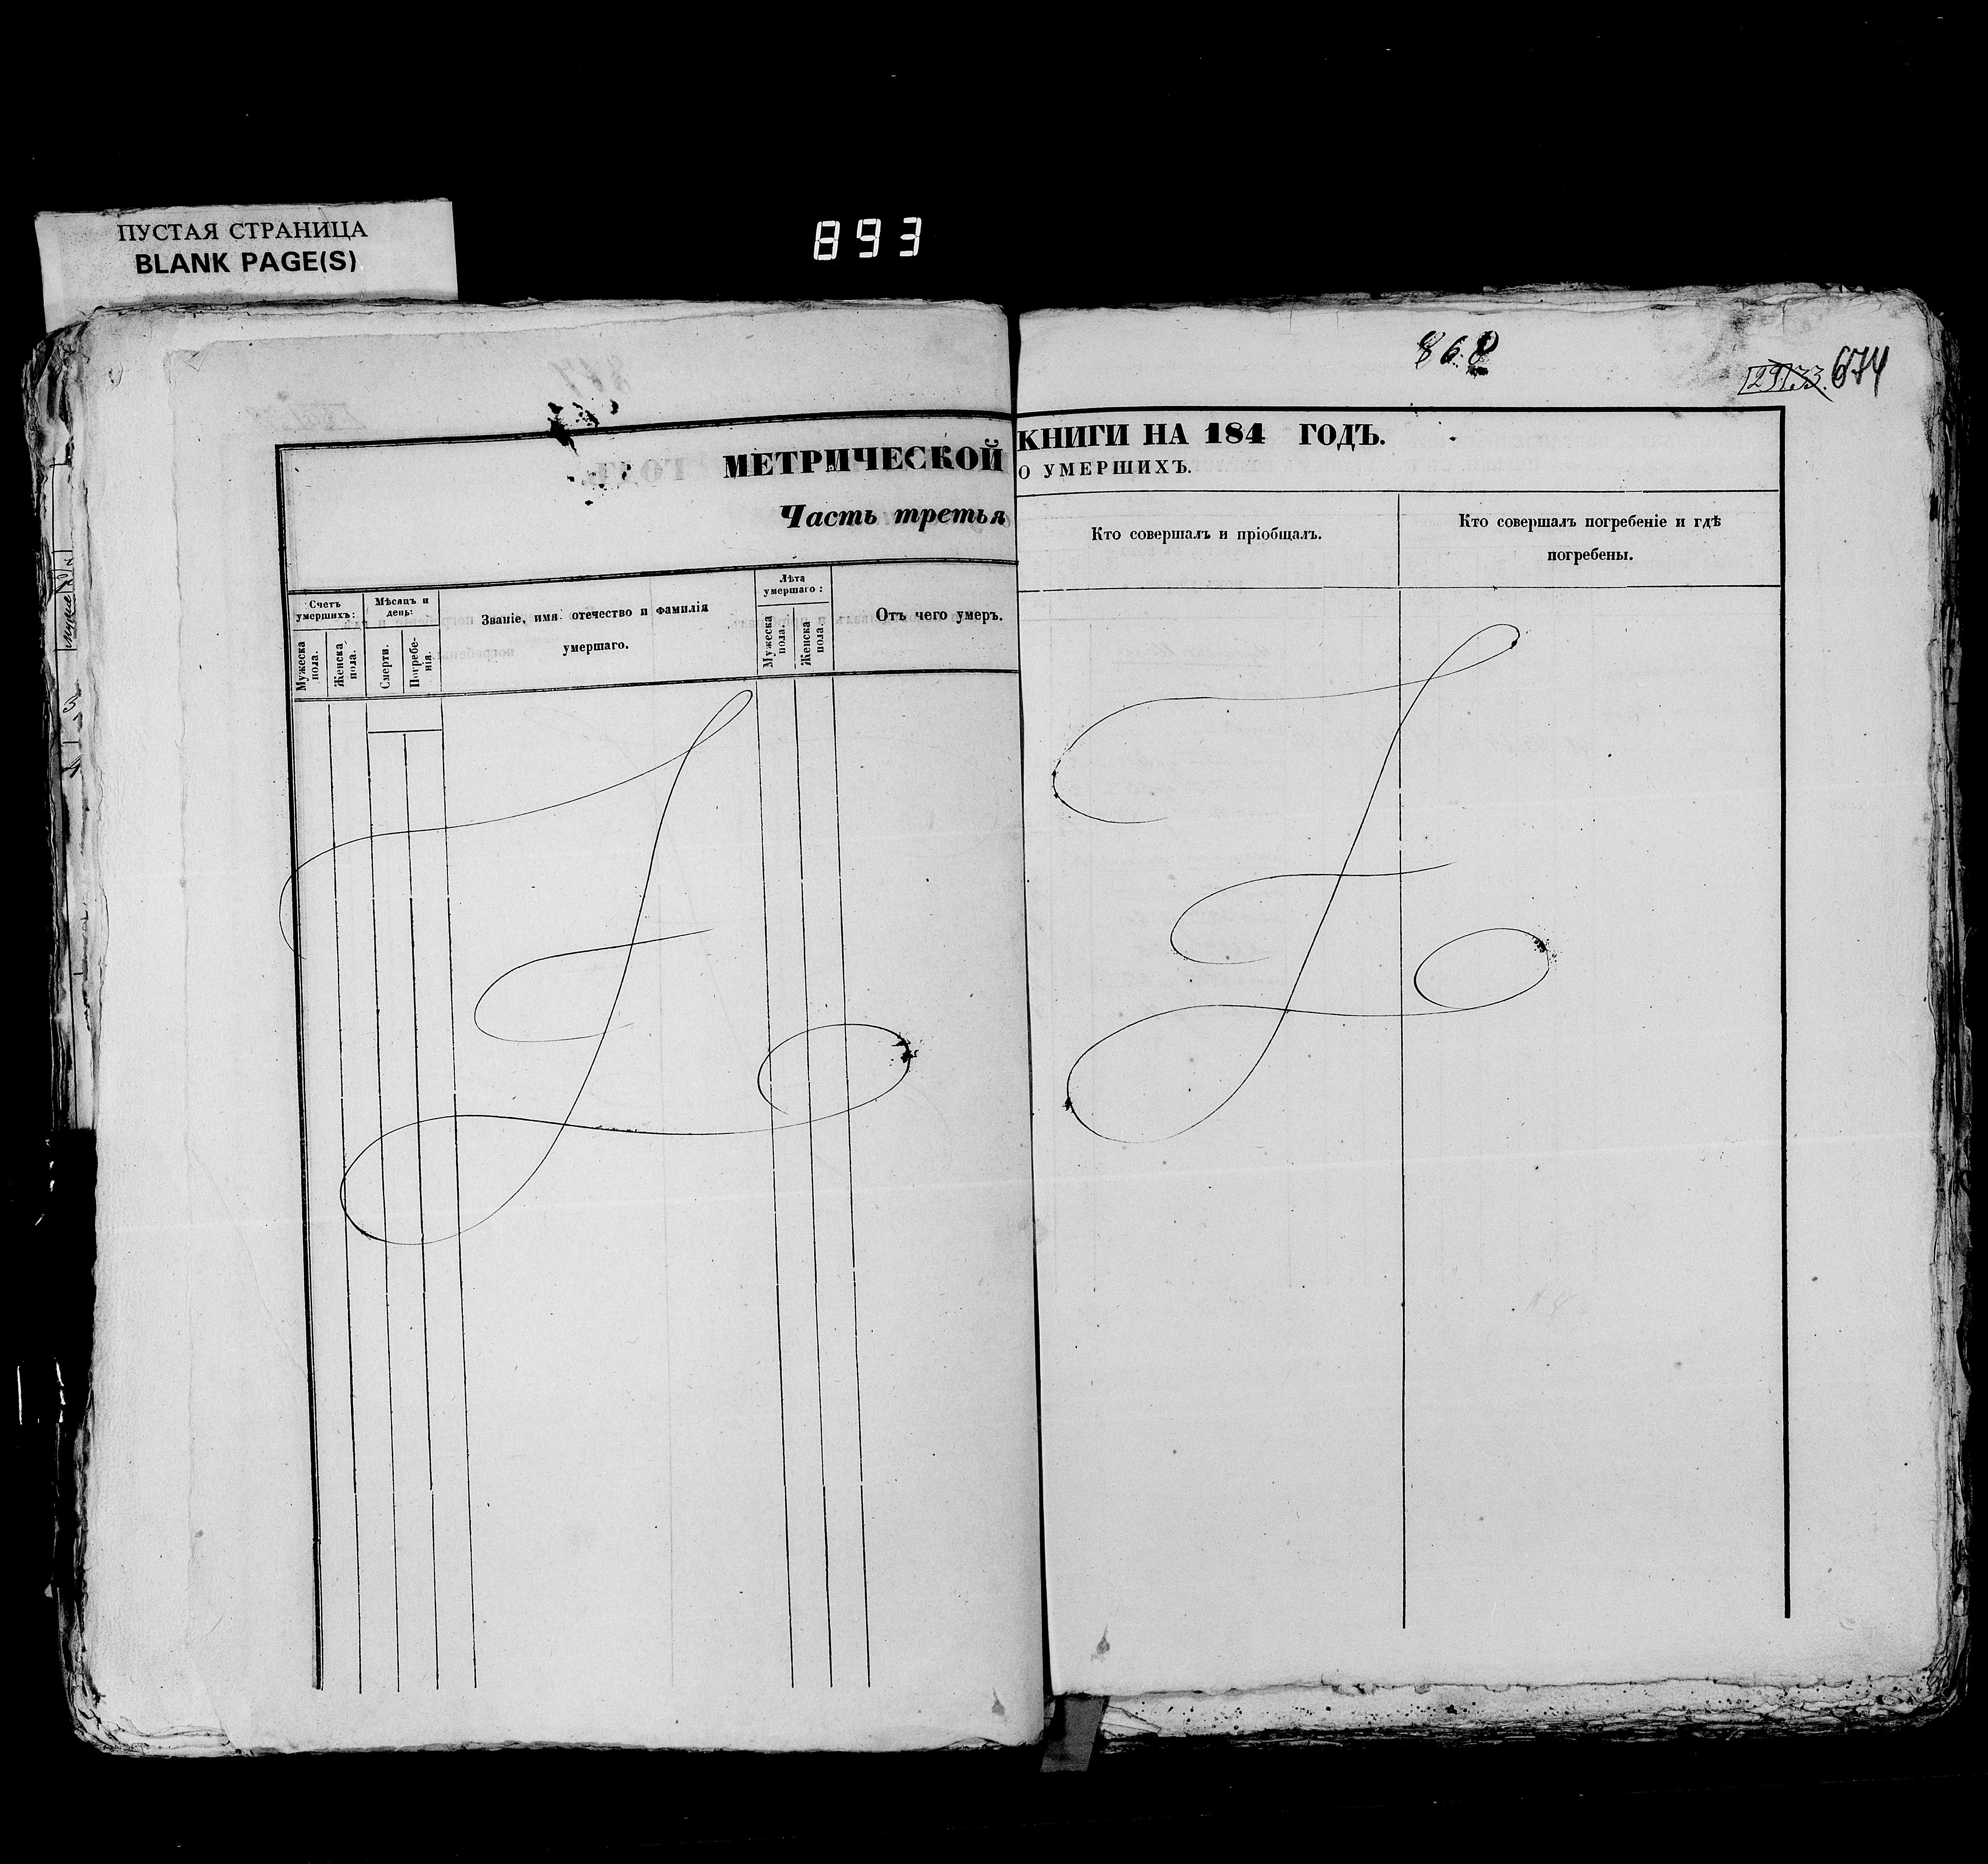 ПУСТАЯ СТРАНИЦА
BLANK PAGE(S)
893
868
29133. 674
МЕТРИЧЕСКОЙ КНИГИ НА 184 ГОДЪ.
Часть третья О УМЕРШИХЪ.
Счетъ умершихъ:
Мужеска пола.
Женска пола.
Мѣсяцъ и день:
Смерти.
Погребенія.
Званіе, имя отечество и фамилія
умершаго.
Лѣта умершаго:
Мужеска пола.
Женска пола.
Отъ чего умеръ.
Кто совершалъ и пріобщалъ.
Кто совершалъ погребеніе и гдѣ
погребены.